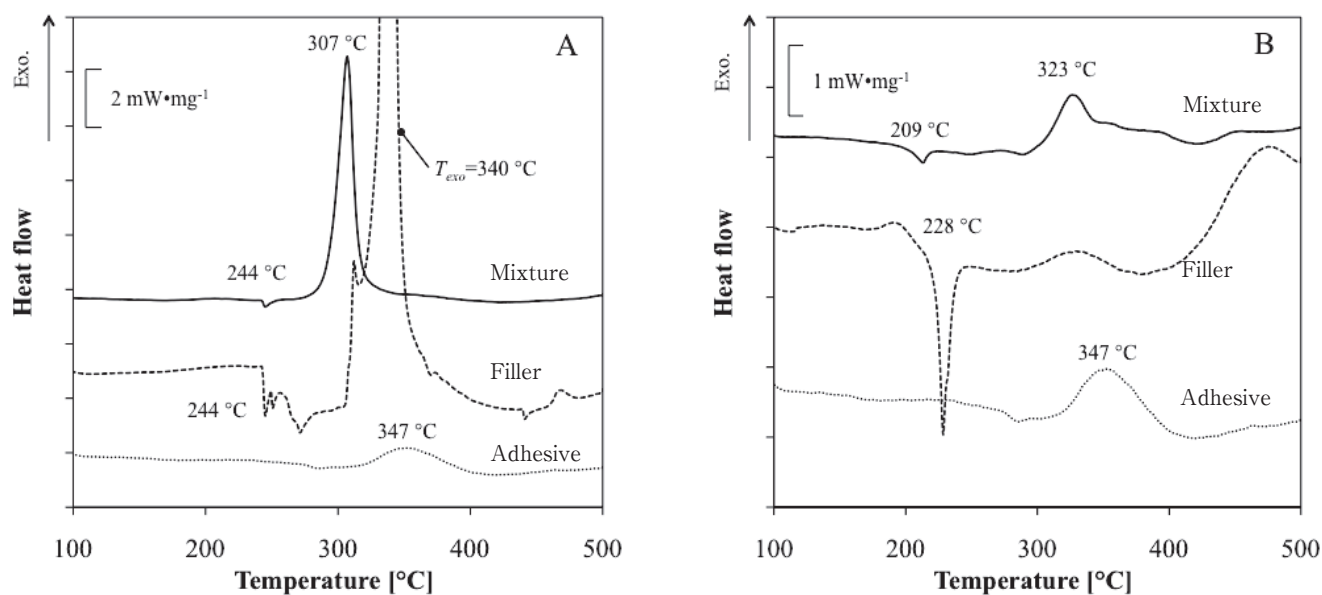 Exo.
2 mW•mg-1
307 °C
A
Texo=340 °C
244 °C
Mixture
Filler
244 °C
347 °C
Adhesive
Heat flow
100 200 300 400 500
Temperature [°C]
Exo.
1 mW•mg-1
B
323 °C
Mixture
209 °C
228 °C
Filler
347 °C
Adhesive
Heat flow
100 200 300 400 500
Temperature [°C]